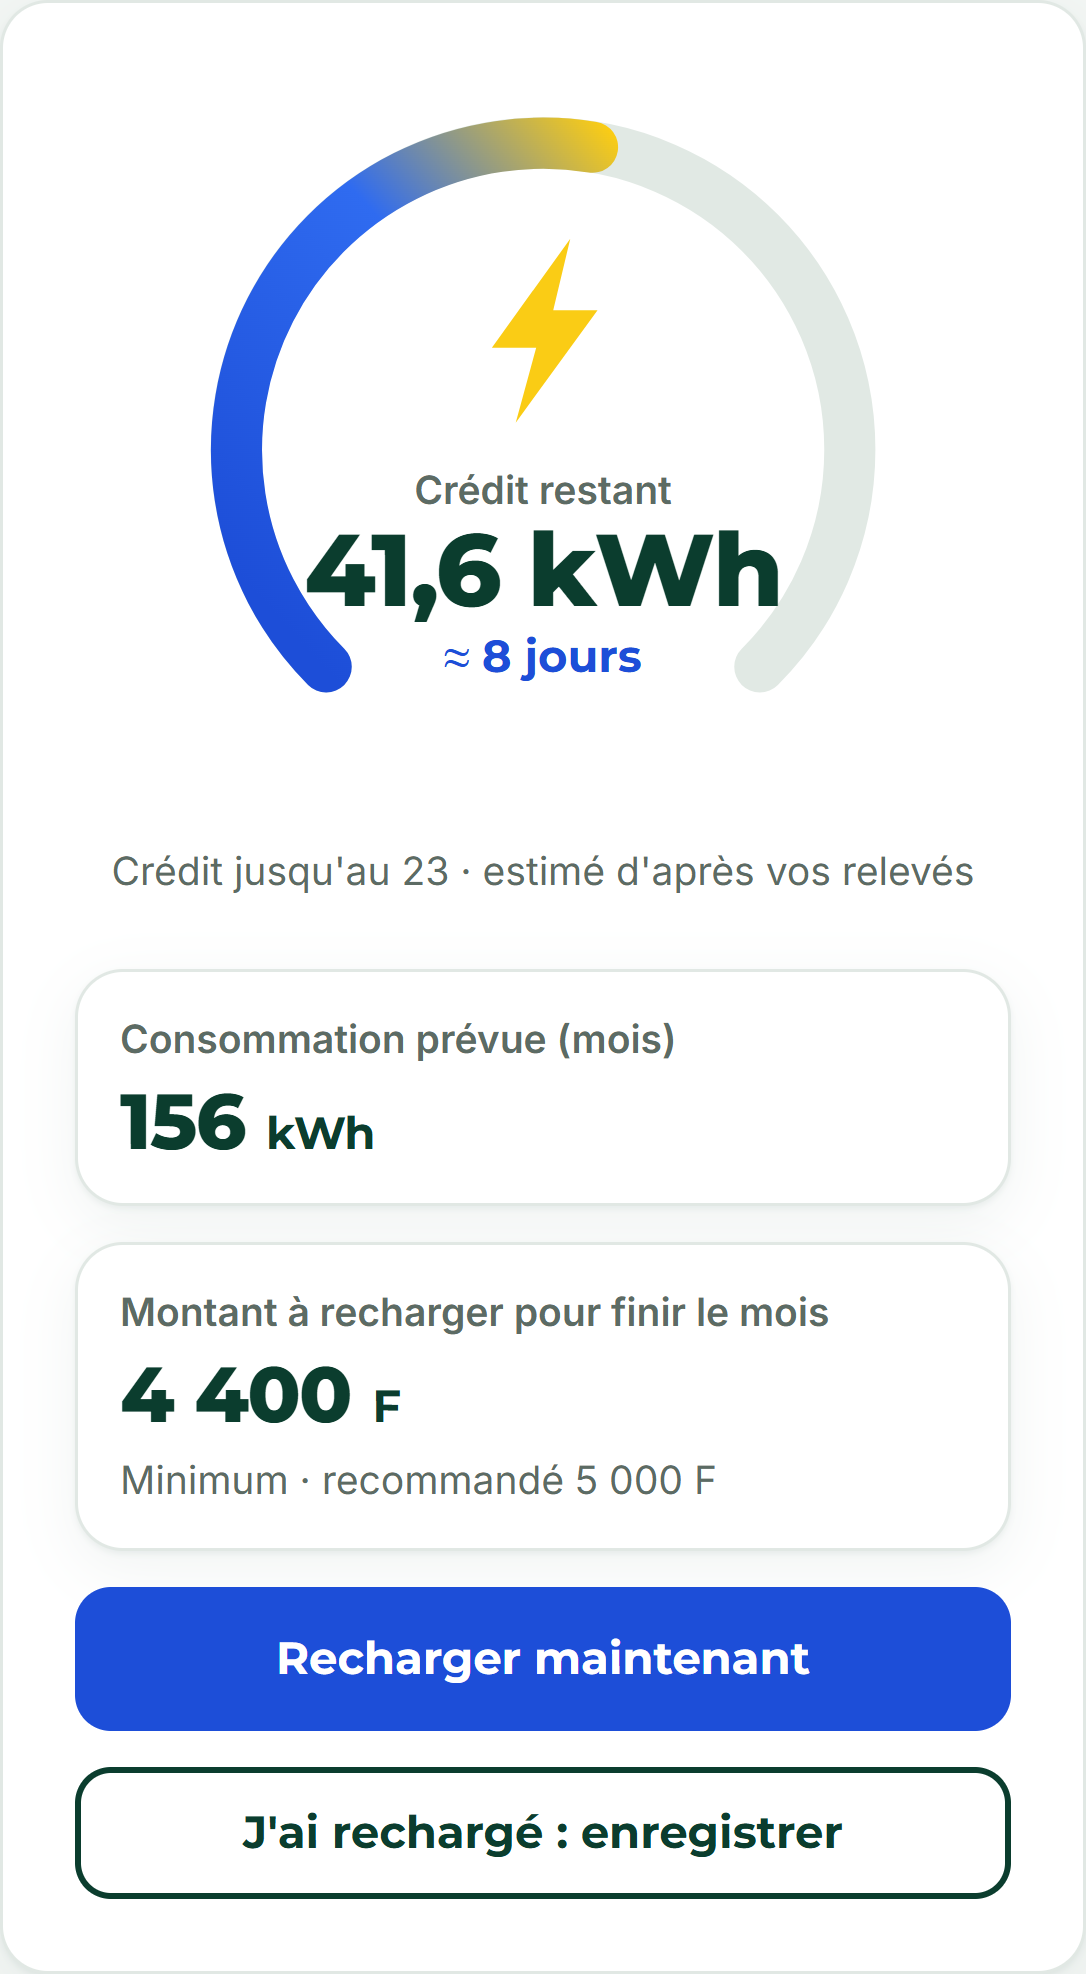 Crédit restant
41,6 kWh
≈ 8 jours
Crédit jusqu'au 23 · estimé d'après vos relevés
Consommation prévue (mois)
156 kWh
Montant à recharger pour finir le mois
4 400 F
Minimum · recommandé 5 000 F
Recharger maintenant
J'ai rechargé : enregistrer